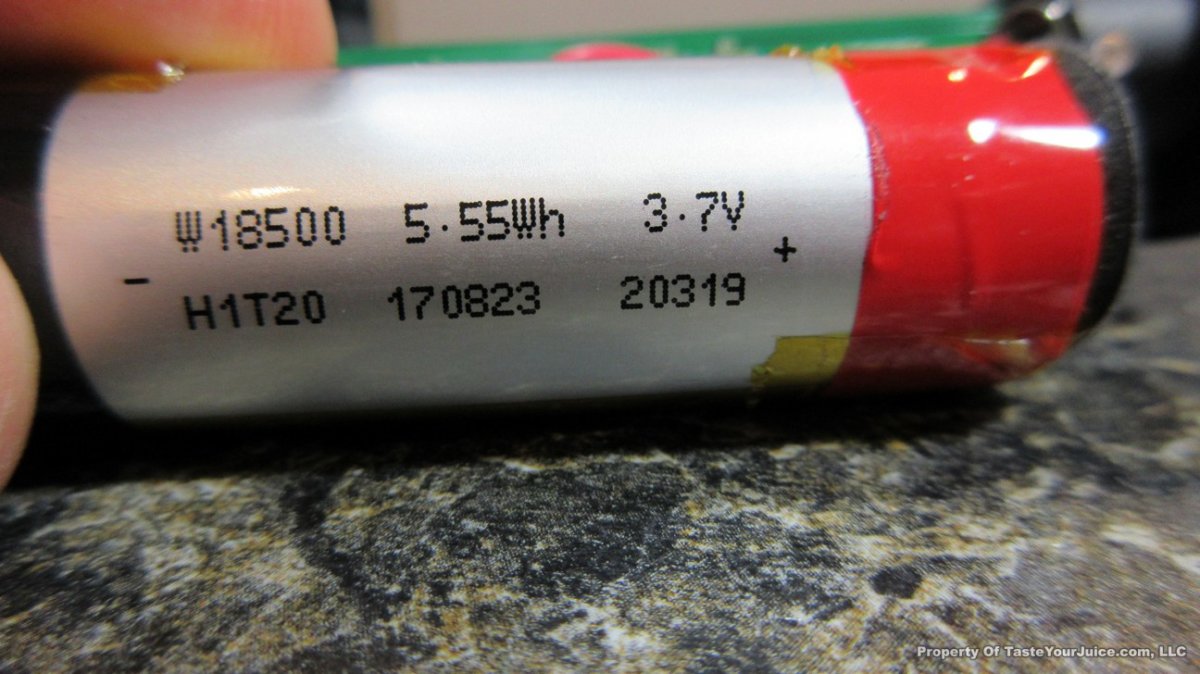 W18500 5.55Wh 3.7V
- +
H1T20 170823 20319
Property Of TasteYourJuice.com, LLC